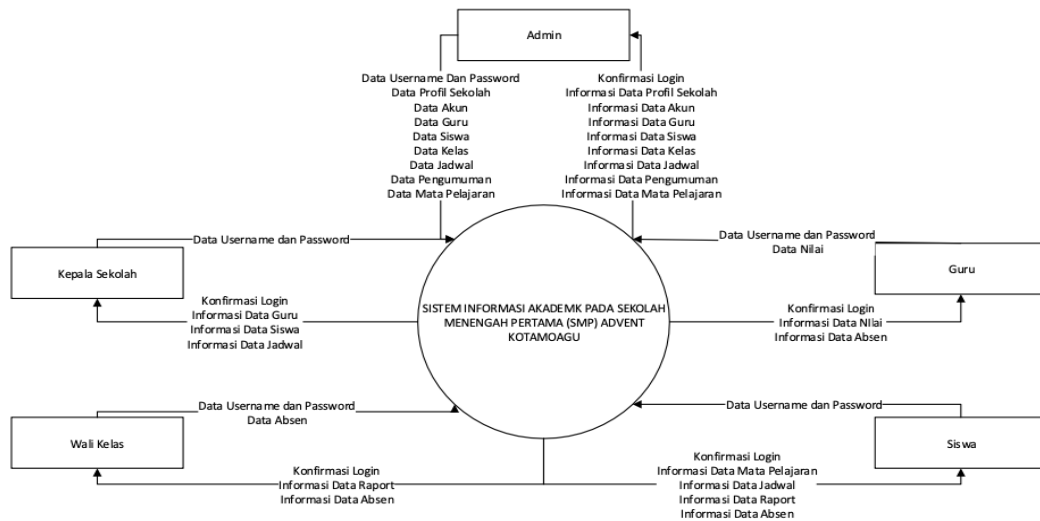 Admin
Data Username Dan Password
Data Profil Sekolah
Data Akun
Data Guru
Data Siswa
Data Kelas
Data Jadwal
Data Pengumuman
Data Mata Pelajaran
Konfirmasi Login
Informasi Data Profil Sekolah
Informasi Data Akun
Informasi Data Guru
Informasi Data Siswa
Informasi Data Kelas
Informasi Data Jadwal
Informasi Data Pengumuman
Informasi Data Mata Pelajaran
Data Username dan Password
Kepala Sekolah
Konfirmasi Login
Informasi Data Guru
Informasi Data Siswa
Informasi Data Jadwal
SISTEM INFORMASI AKADEMK PADA SEKOLAH
MENENGAH PERTAMA (SMP) ADVENT
KOTAMOAGU
Data Username dan Password
Data Nilai
Guru
Konfirmasi Login
Informasi Data NIlai
Informasi Data Absen
Data Username dan Password
Data Absen
Wali Kelas
Konfirmasi Login
Informasi Data Raport
Informasi Data Absen
Data Username dan Password
Siswa
Konfirmasi Login
Informasi Data Mata Pelajaran
Informasi Data Jadwal
Informasi Data Raport
Informasi Data Absen